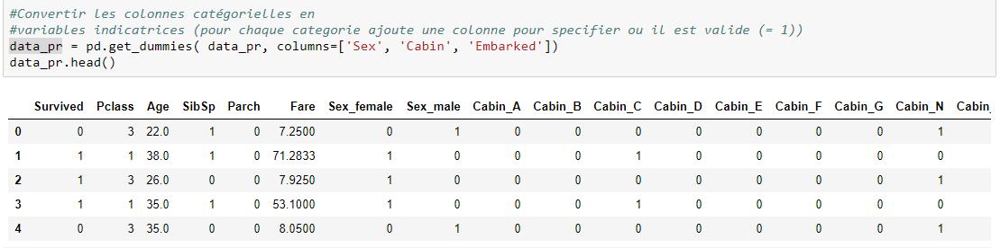 #Convertir les colonnes catégorielles en
#variables indicatrices (pour chaque categorie ajoute une colonne pour specifier ou il est valide (= 1))
data_pr = pd.get_dummies( data_pr, columns=['Sex', 'Cabin', 'Embarked'])
data_pr.head()
Survived Pclass Age SibSp Parch Fare Sex_female Sex_male Cabin_A Cabin_B Cabin_C Cabin_D Cabin_E Cabin_F Cabin_G Cabin_N Cabin_
0 0 3 22.0 1 0 7.2500 0 1 0 0 0 0 0 0 0 1
1 1 1 38.0 1 0 71.2833 1 0 0 0 1 0 0 0 0 0
2 1 3 26.0 0 0 7.9250 1 0 0 0 0 0 0 0 0 1
3 1 1 35.0 1 0 53.1000 1 0 0 0 1 0 0 0 0 0
4 0 3 35.0 0 0 8.0500 0 1 0 0 0 0 0 0 0 1